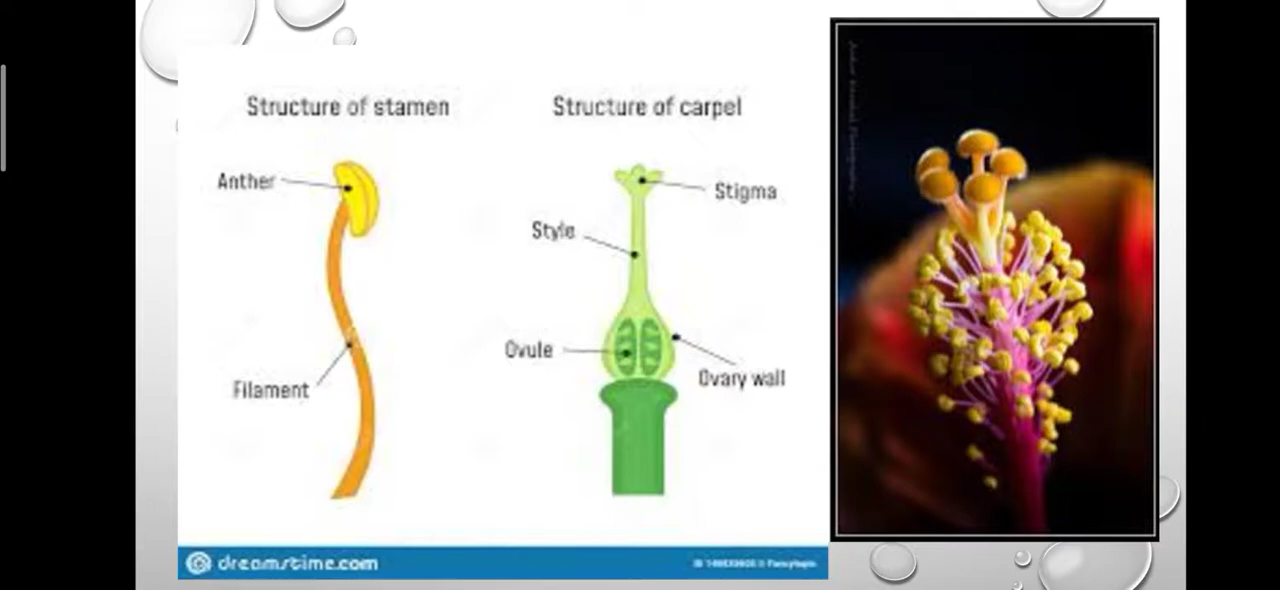 Structure of stamen
Structure of carpel
Anther
Filament
Stigma
Style
Ovule
Ovary wall
dreamstime.com